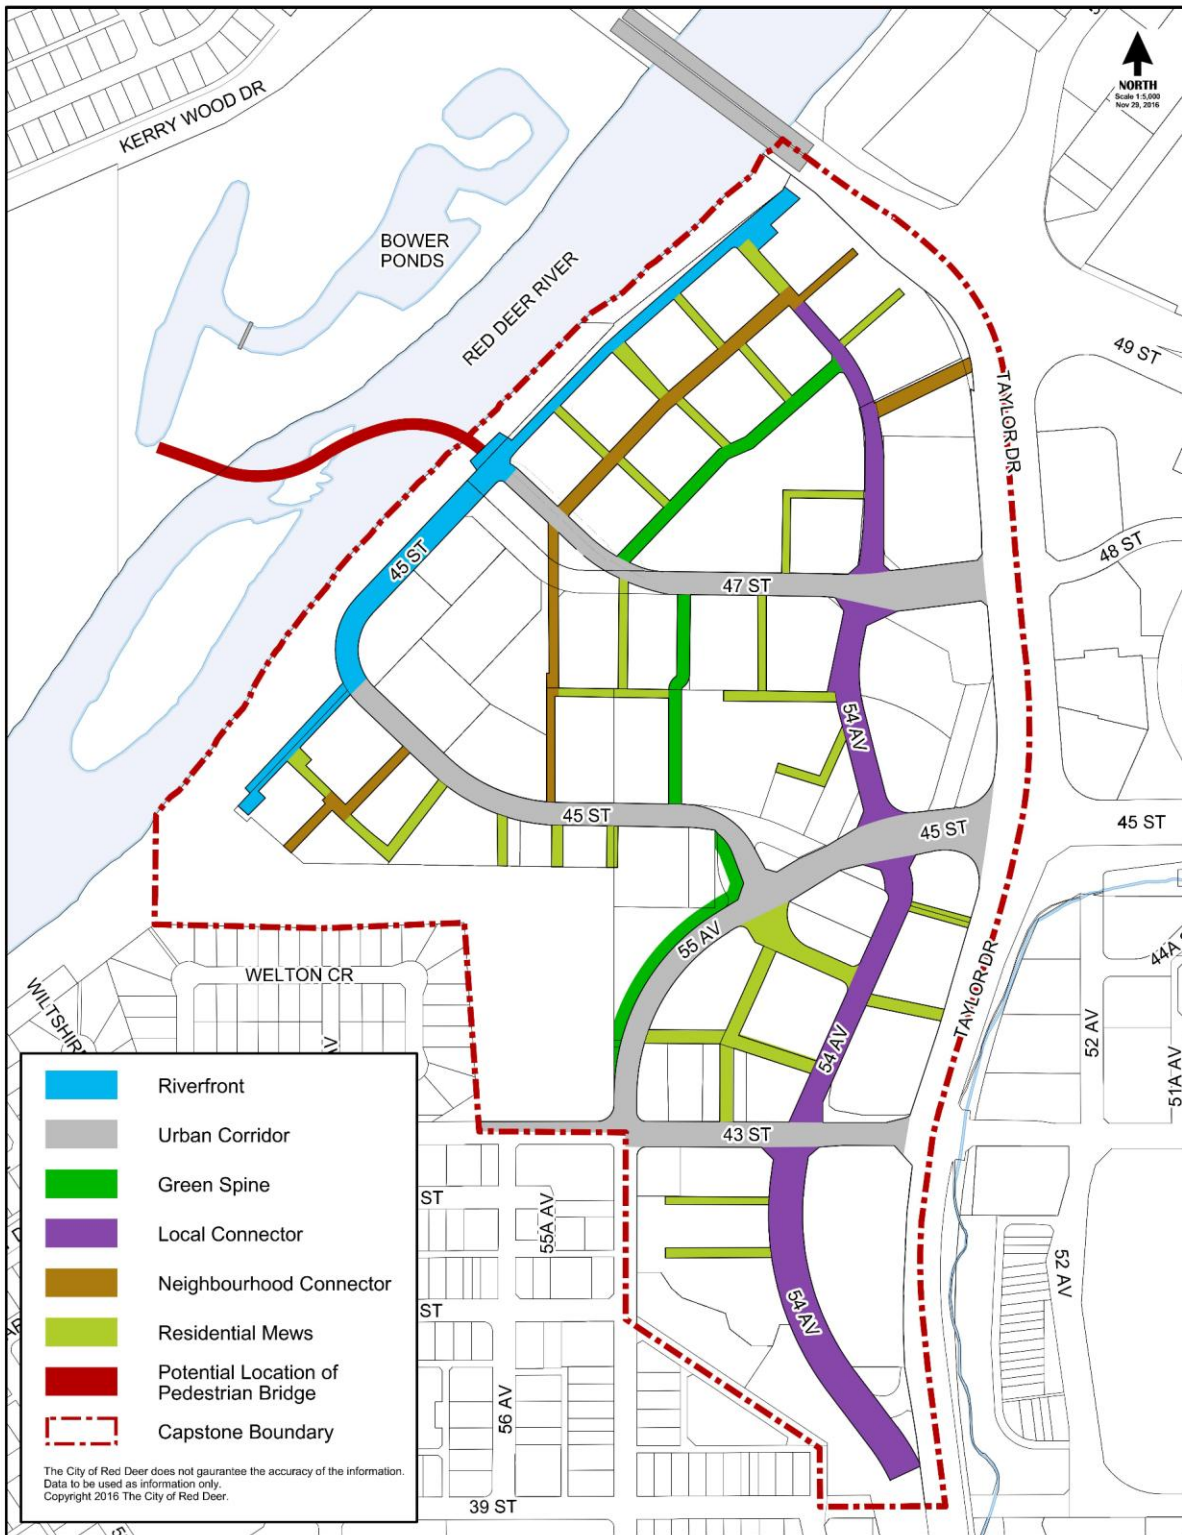 NORTH
Scale 1:5,000
Nov 29, 2016
KERRY WOOD DR
BOWER
PONDS
RED DEER RIVER
49 ST
TAYLOR DR
48 ST
45 ST
47 ST
54 AV
45 ST
45 ST
45 ST
55 AV
44A
WELTON CR
WILTSHIRE
TAYLOR DR
52 AV
51A AV
54 AV
43 ST
ST
55A AV
52 AV
ST
54 AV
56 AV
39 ST
Riverfront
Urban Corridor
Green Spine
Local Connector
Neighbourhood Connector
Residential Mews
Potential Location of
Pedestrian Bridge
Capstone Boundary
The City of Red Deer does not gaurantee the accuracy of the information.
Data to be used as information only.
Copyright 2016 The City of Red Deer.